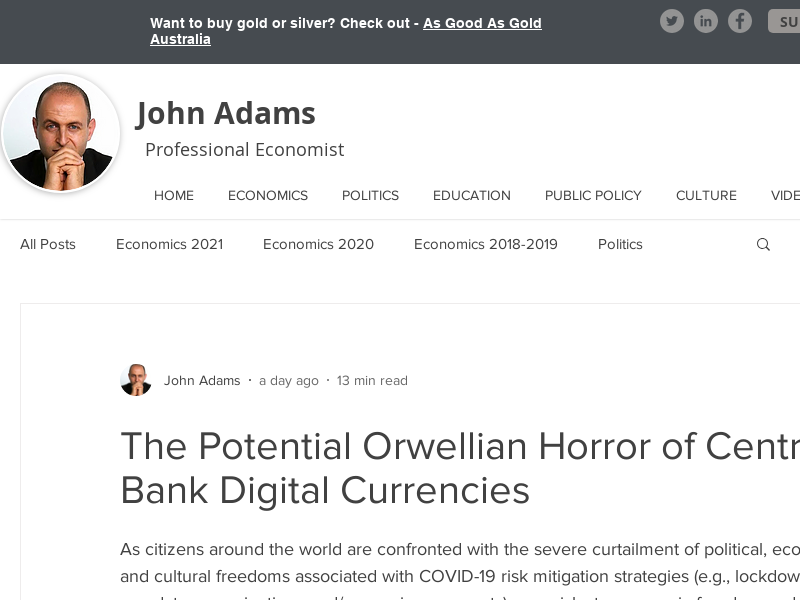 Want to buy gold or silver? Check out - As Good As Gold
Australia
SU
John Adams
Professional Economist
HOME ECONOMICS POLITICS EDUCATION PUBLIC POLICY CULTURE VIDE
All Posts Economics 2021 Economics 2020 Economics 2018-2019 Politics
John Adams · a day ago · 13 min read
The Potential Orwellian Horror of Centr
Bank Digital Currencies
As citizens around the world are confronted with the severe curtailment of political, eco
and cultural freedoms associated with COVID-19 risk mitigation strategies (e.g., lockdow